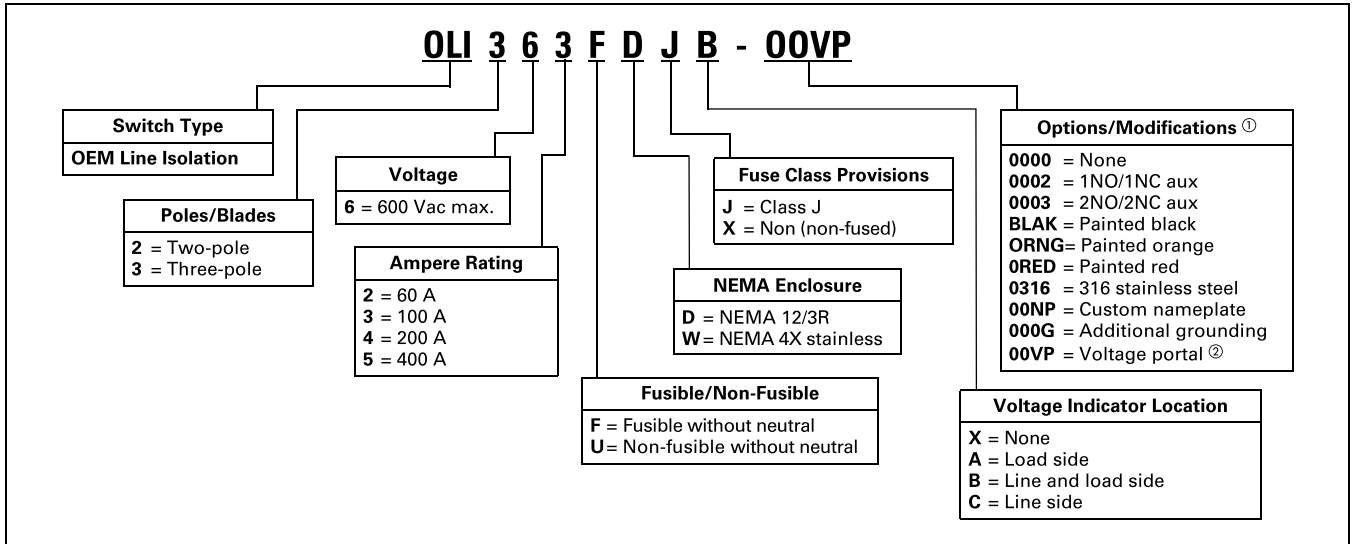 OLI 3 6 3 F D J B - 00VP
Switch Type
OEM Line Isolation
Poles/Blades
2 = Two-pole
3 = Three-pole
Voltage
6 = 600 Vac max.
Ampere Rating
2 = 60 A
3 = 100 A
4 = 200 A
5 = 400 A
Fusible/Non-Fusible
F = Fusible without neutral
U= Non-fusible without neutral
NEMA Enclosure
D = NEMA 12/3R
W= NEMA 4X stainless
Fuse Class Provisions
J = Class J
X = Non (non-fused)
Options/Modifications ①
0000 = None
0002 = 1NO/1NC aux
0003 = 2NO/2NC aux
BLAK = Painted black
ORNG= Painted orange
0RED = Painted red
0316 = 316 stainless steel
00NP = Custom nameplate
000G = Additional grounding
00VP = Voltage portal ②
Voltage Indicator Location
X = None
A = Load side
B = Line and load side
C = Line side